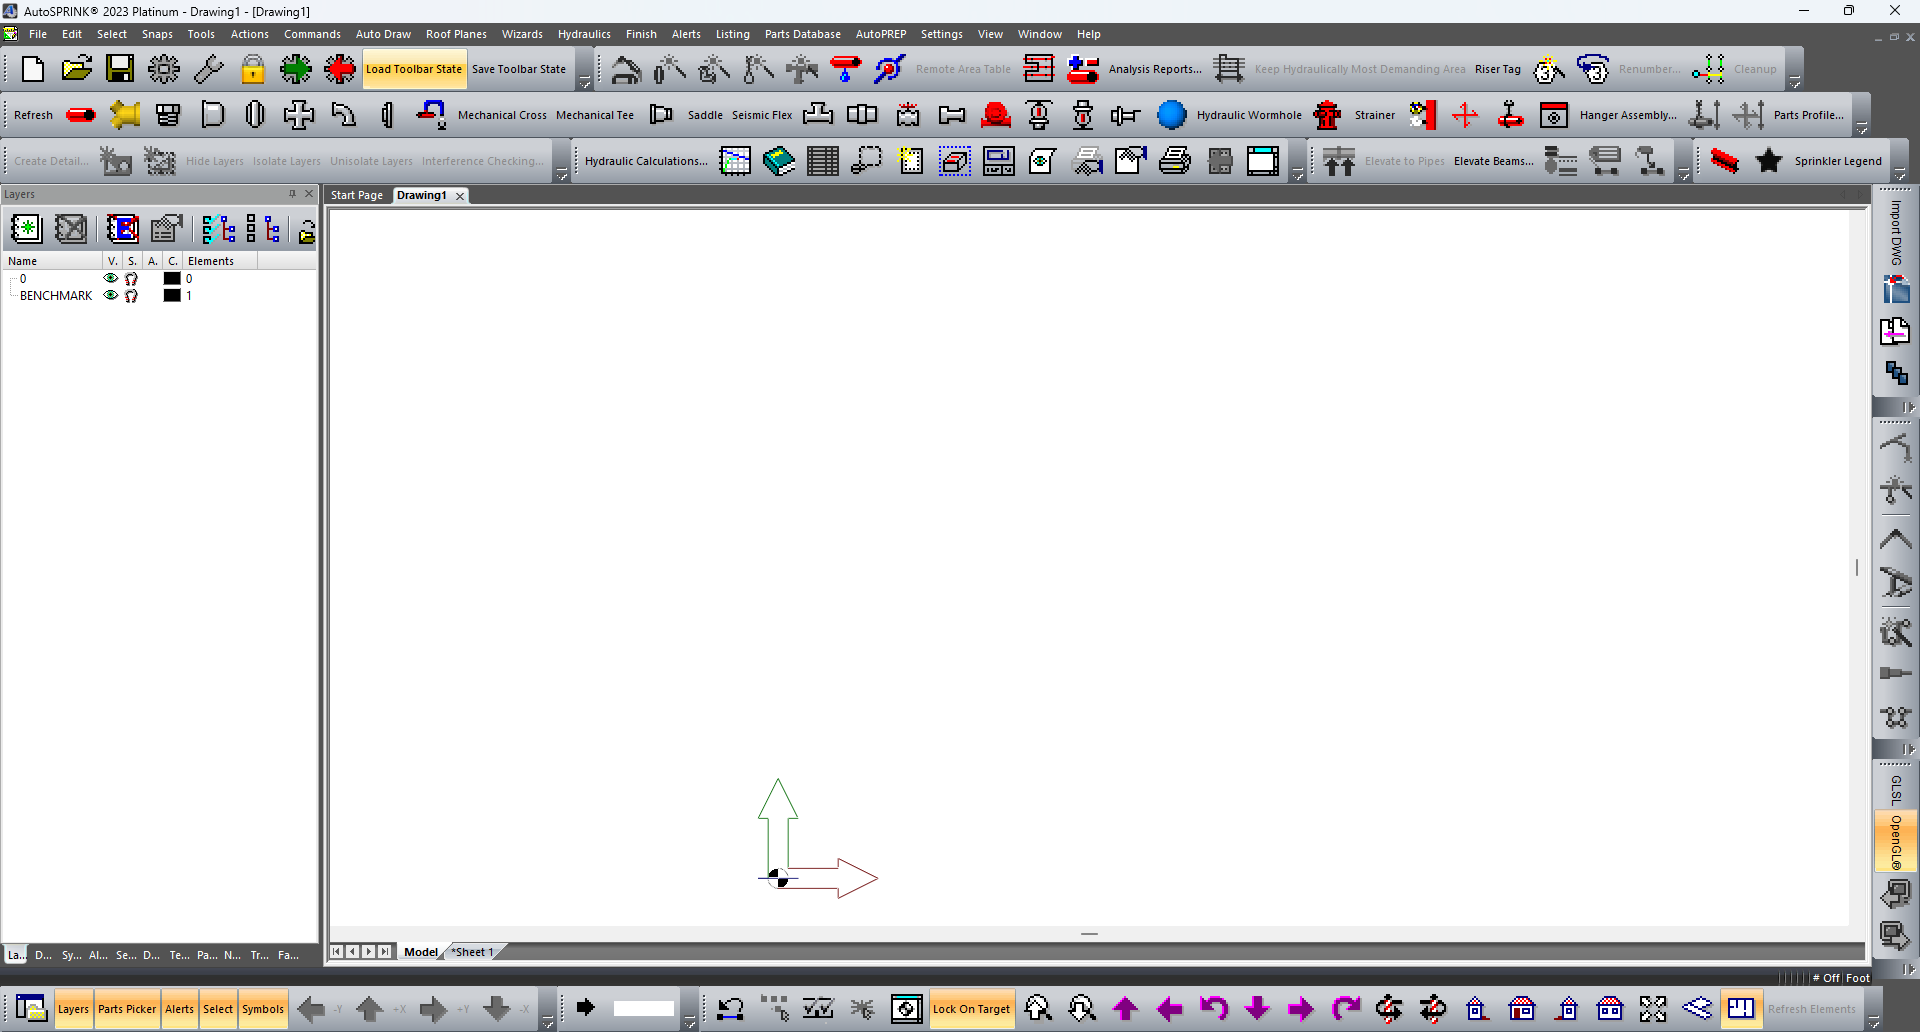 AutoSPRINK® 2023 Platinum - Drawing1 - [Drawing1]
File Edit Select Snaps Tools Actions Commands Auto Draw Roof Planes Wizards Hydraulics Finish Alerts Listing Parts Database AutoPREP Settings View Window Help
Load Toolbar State Save Toolbar State Remote Area Table Analysis Reports... Keep Hydraulically Most Demanding Area Riser Tag Renumber... Cleanup
Refresh Mechanical Cross Mechanical Tee Saddle Seismic Flex Hydraulic Wormhole Strainer Hanger Assembly... Parts Profile...
Create Detail... Hide Layers Isolate Layers Unisolate Layers Interference Checking... Hydraulic Calculations... Elevate to Pipes Elevate Beams... Sprinkler Legend
Layers
Start Page Drawing1
Import DWG
Name V. S. A. C. Elements
0 0
BENCHMARK 1
GLSL
OpenGL®
La... D... Sy... Al... Se... D... Te... Pa... N... Tr... Fa...
Model *Sheet 1
# Off Foot
Layers Parts Picker Alerts Select Symbols -Y +X +Y -X Lock On Target Refresh Elements